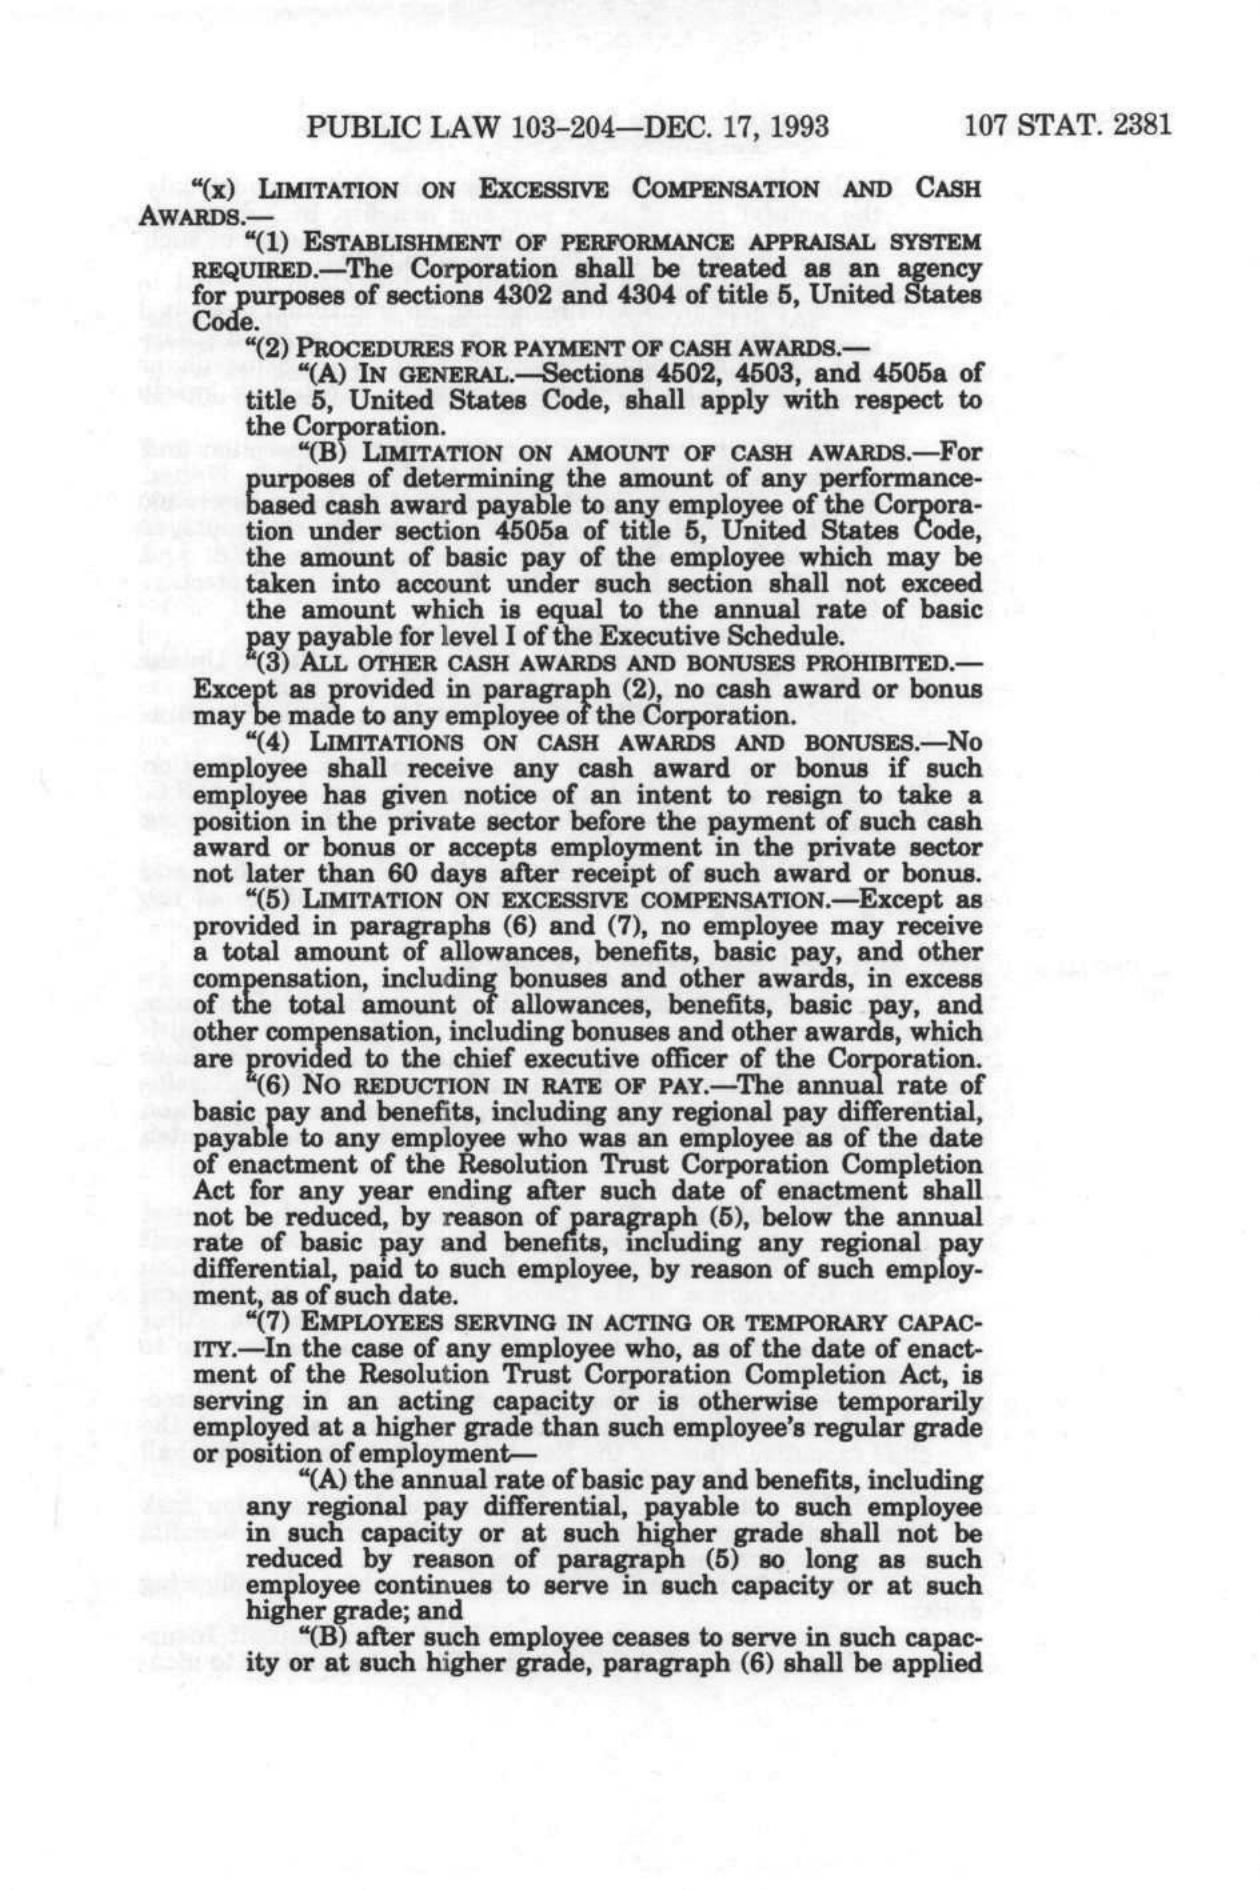 PUBLIC LAW 103–204—DEC. 17, 1993 107 STAT. 2381
“(x) LIMITATION ON EXCESSIVE COMPENSATION AND CASH
AWARDS.—
“(1) ESTABLISHMENT OF PERFORMANCE APPRAISAL SYSTEM
REQUIRED.—The Corporation shall be treated as an agency
for purposes of sections 4302 and 4304 of title 5, United States
Code.
“(2) PROCEDURES FOR PAYMENT OF CASH AWARDS.—
“(A) IN GENERAL.—Sections 4502, 4503, and 4505a of
title 5, United States Code, shall apply with respect to
the Corporation.
“(B) LIMITATION ON AMOUNT OF CASH AWARDS.—For
purposes of determining the amount of any performance-
based cash award payable to any employee of the Corpora-
tion under section 4505a of title 5, United States Code,
the amount of basic pay of the employee which may be
taken into account under such section shall not exceed
the amount which is equal to the annual rate of basic
pay payable for level I of the Executive Schedule.
“(3) ALL OTHER CASH AWARDS AND BONUSES PROHIBITED.—
Except as provided in paragraph (2), no cash award or bonus
may be made to any employee of the Corporation.
“(4) LIMITATIONS ON CASH AWARDS AND BONUSES.—No
employee shall receive any cash award or bonus if such
employee has given notice of an intent to resign to take a
position in the private sector before the payment of such cash
award or bonus or accepts employment in the private sector
not later than 60 days after receipt of such award or bonus.
“(5) LIMITATION ON EXCESSIVE COMPENSATION.—Except as
provided in paragraphs (6) and (7), no employee may receive
a total amount of allowances, benefits, basic pay, and other
compensation, including bonuses and other awards, in excess
of the total amount of allowances, benefits, basic pay, and
other compensation, including bonuses and other awards, which
are provided to the chief executive officer of the Corporation.
“(6) NO REDUCTION IN RATE OF PAY.—The annual rate of
basic pay and benefits, including any regional pay differential,
payable to any employee who was an employee as of the date
of enactment of the Resolution Trust Corporation Completion
Act for any year ending after such date of enactment shall
not be reduced, by reason of paragraph (5), below the annual
rate of basic pay and benefits, including any regional pay
differential, paid to such employee, by reason of such employ-
ment, as of such date.
“(7) EMPLOYEES SERVING IN ACTING OR TEMPORARY CAPAC-
ITY.—In the case of any employee who, as of the date of enact-
ment of the Resolution Trust Corporation Completion Act, is
serving in an acting capacity or is otherwise temporarily
employed at a higher grade than such employee's regular grade
or position of employment—
“(A) the annual rate of basic pay and benefits, including
any regional pay differential, payable to such employee
in such capacity or at such higher grade shall not be
reduced by reason of paragraph (5) so long as such
employee continues to serve in such capacity or at such
higher grade; and
“(B) after such employee ceases to serve in such capac-
ity or at such higher grade, paragraph (6) shall be applied